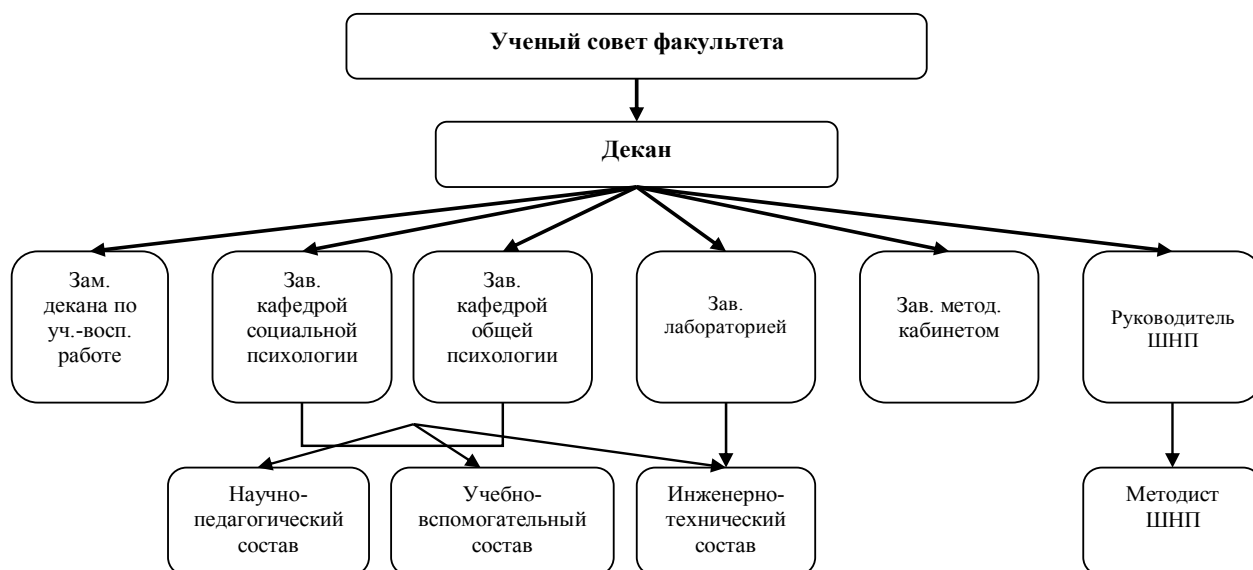 Ученый совет факультета
Декан
Зам.
декана по
уч.-восп.
работе
Зав.
кафедрой
социальной
психологии
Зав.
кафедрой
общей
психологии
Зав.
лабораторией
Зав. метод.
кабинетом
Руководитель
ШНП
Научно-
педагогический
состав
Учебно-
вспомогательный
состав
Инженерно-
технический
состав
Методист
ШНП